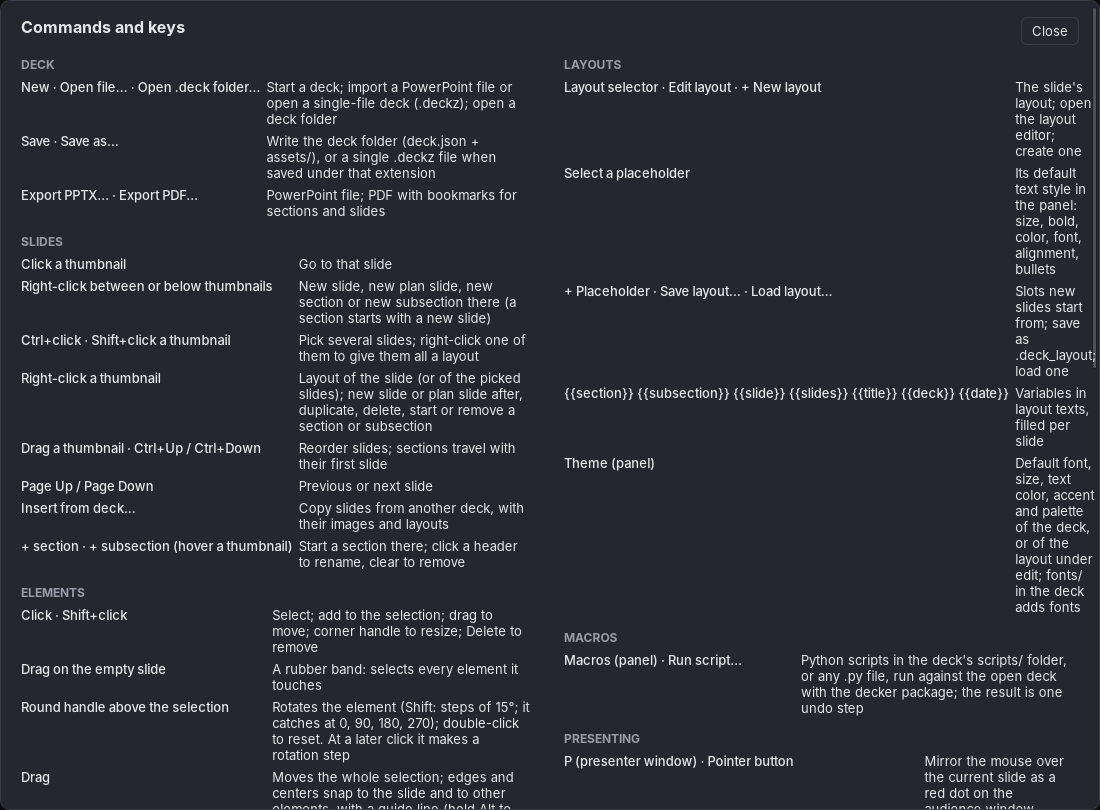 Commands and keys
Close
DECK
New · Open file... · Open .deck folder...
Start a deck; import a PowerPoint file or
open a single-file deck (.deckz); open a
deck folder
Save · Save as...
Write the deck folder (deck.json +
assets/), or a single .deckz file when
saved under that extension
Export PPTX... · Export PDF...
PowerPoint file; PDF with bookmarks for
sections and slides
SLIDES
Click a thumbnail
Go to that slide
Right-click between or below thumbnails
New slide, new plan slide, new
section or new subsection there (a
section starts with a new slide)
Ctrl+click · Shift+click a thumbnail
Pick several slides; right-click one of
them to give them all a layout
Right-click a thumbnail
Layout of the slide (or of the picked
slides); new slide or plan slide after,
duplicate, delete, start or remove a
section or subsection
Drag a thumbnail · Ctrl+Up / Ctrl+Down
Reorder slides; sections travel with
their first slide
Page Up / Page Down
Previous or next slide
Insert from deck...
Copy slides from another deck, with
their images and layouts
+ section · + subsection (hover a thumbnail)
Start a section there; click a header
to rename, clear to remove
ELEMENTS
Click · Shift+click
Select; add to the selection; drag to
move; corner handle to resize; Delete to
remove
Drag on the empty slide
A rubber band: selects every element it
touches
Round handle above the selection
Rotates the element (Shift: steps of 15°; it
catches at 0, 90, 180, 270); double-click
to reset. At a later click it makes a
rotation step
Drag
Moves the whole selection; edges and
centers snap to the slide and to other
elements, with a guide line (hold Alt to
LAYOUTS
Layout selector · Edit layout · + New layout
The slide's
layout; open
the layout
editor;
create one
Select a placeholder
Its default
text style in
the panel:
size, bold,
color, font,
alignment,
bullets
+ Placeholder · Save layout... · Load layout...
Slots new
slides start
from; save
as
.deck_layout;
load one
{{section}} {{subsection}} {{slide}} {{slides}} {{title}} {{deck}} {{date}}
Variables in
layout texts,
filled per
slide
Theme (panel)
Default font,
size, text
color, accent
and palette
of the deck,
or of the
layout under
edit; fonts/
in the deck
adds fonts
MACROS
Macros (panel) · Run script...
Python scripts in the deck's scripts/ folder,
or any .py file, run against the open deck
with the decker package; the result is one
undo step
PRESENTING
P (presenter window) · Pointer button
Mirror the mouse over
the current slide as a
red dot on the
audience window